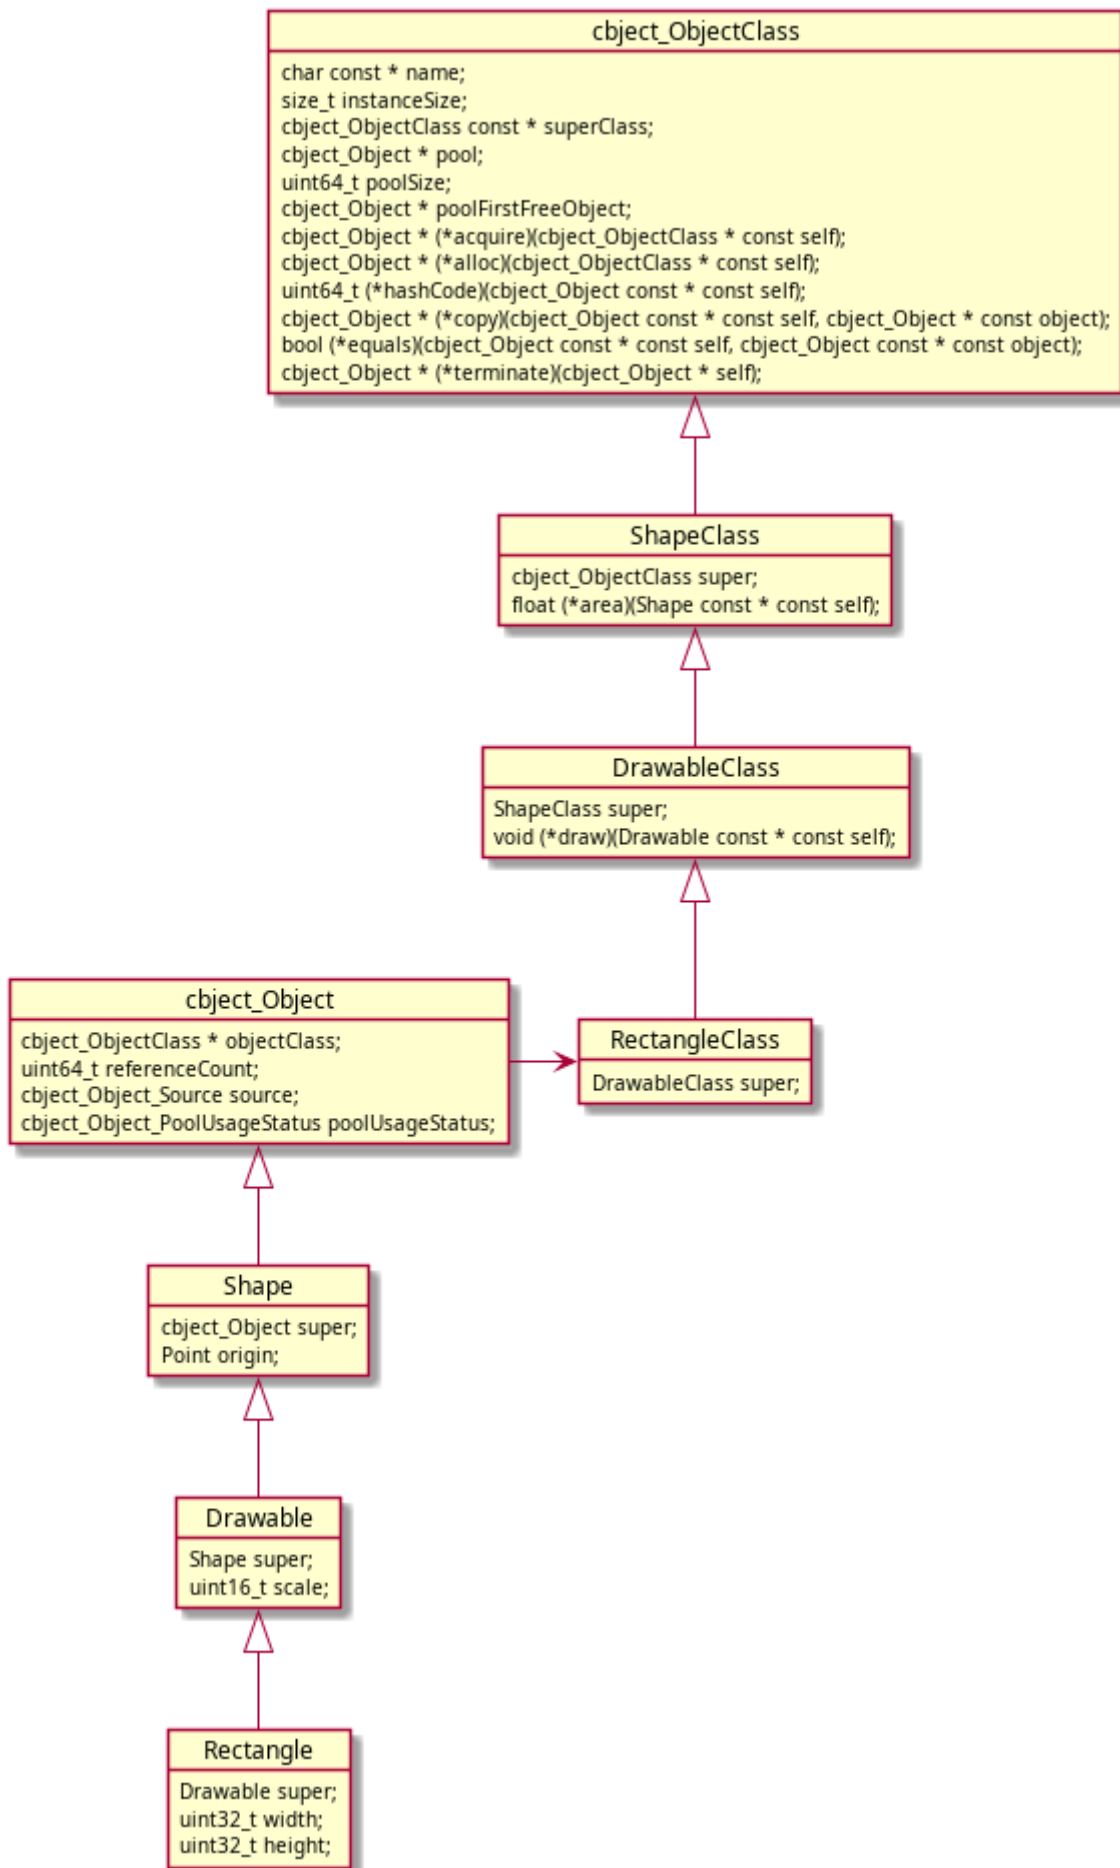 cbject_ObjectClass
char const * name;
size_t instanceSize;
cbject_ObjectClass const * superClass;
cbject_Object * pool;
uint64_t poolSize;
cbject_Object * poolFirstFreeObject;
cbject_Object * (*acquire)(cbject_ObjectClass * const self);
cbject_Object * (*alloc)(cbject_ObjectClass * const self);
uint64_t (*hashCode)(cbject_Object const * const self);
cbject_Object * (*copy)(cbject_Object const * const self, cbject_Object * const object);
bool (*equals)(cbject_Object const * const self, cbject_Object const * const object);
cbject_Object * (*terminate)(cbject_Object * self);
ShapeClass
cbject_ObjectClass super;
float (*area)(Shape const * const self);
DrawableClass
ShapeClass super;
void (*draw)(Drawable const * const self);
cbject_Object
cbject_ObjectClass * objectClass;
uint64_t referenceCount;
cbject_Object_Source source;
cbject_Object_PoolUsageStatus poolUsageStatus;
RectangleClass
DrawableClass super;
Shape
cbject_Object super;
Point origin;
Drawable
Shape super;
uint16_t scale;
Rectangle
Drawable super;
uint32_t width;
uint32_t height;